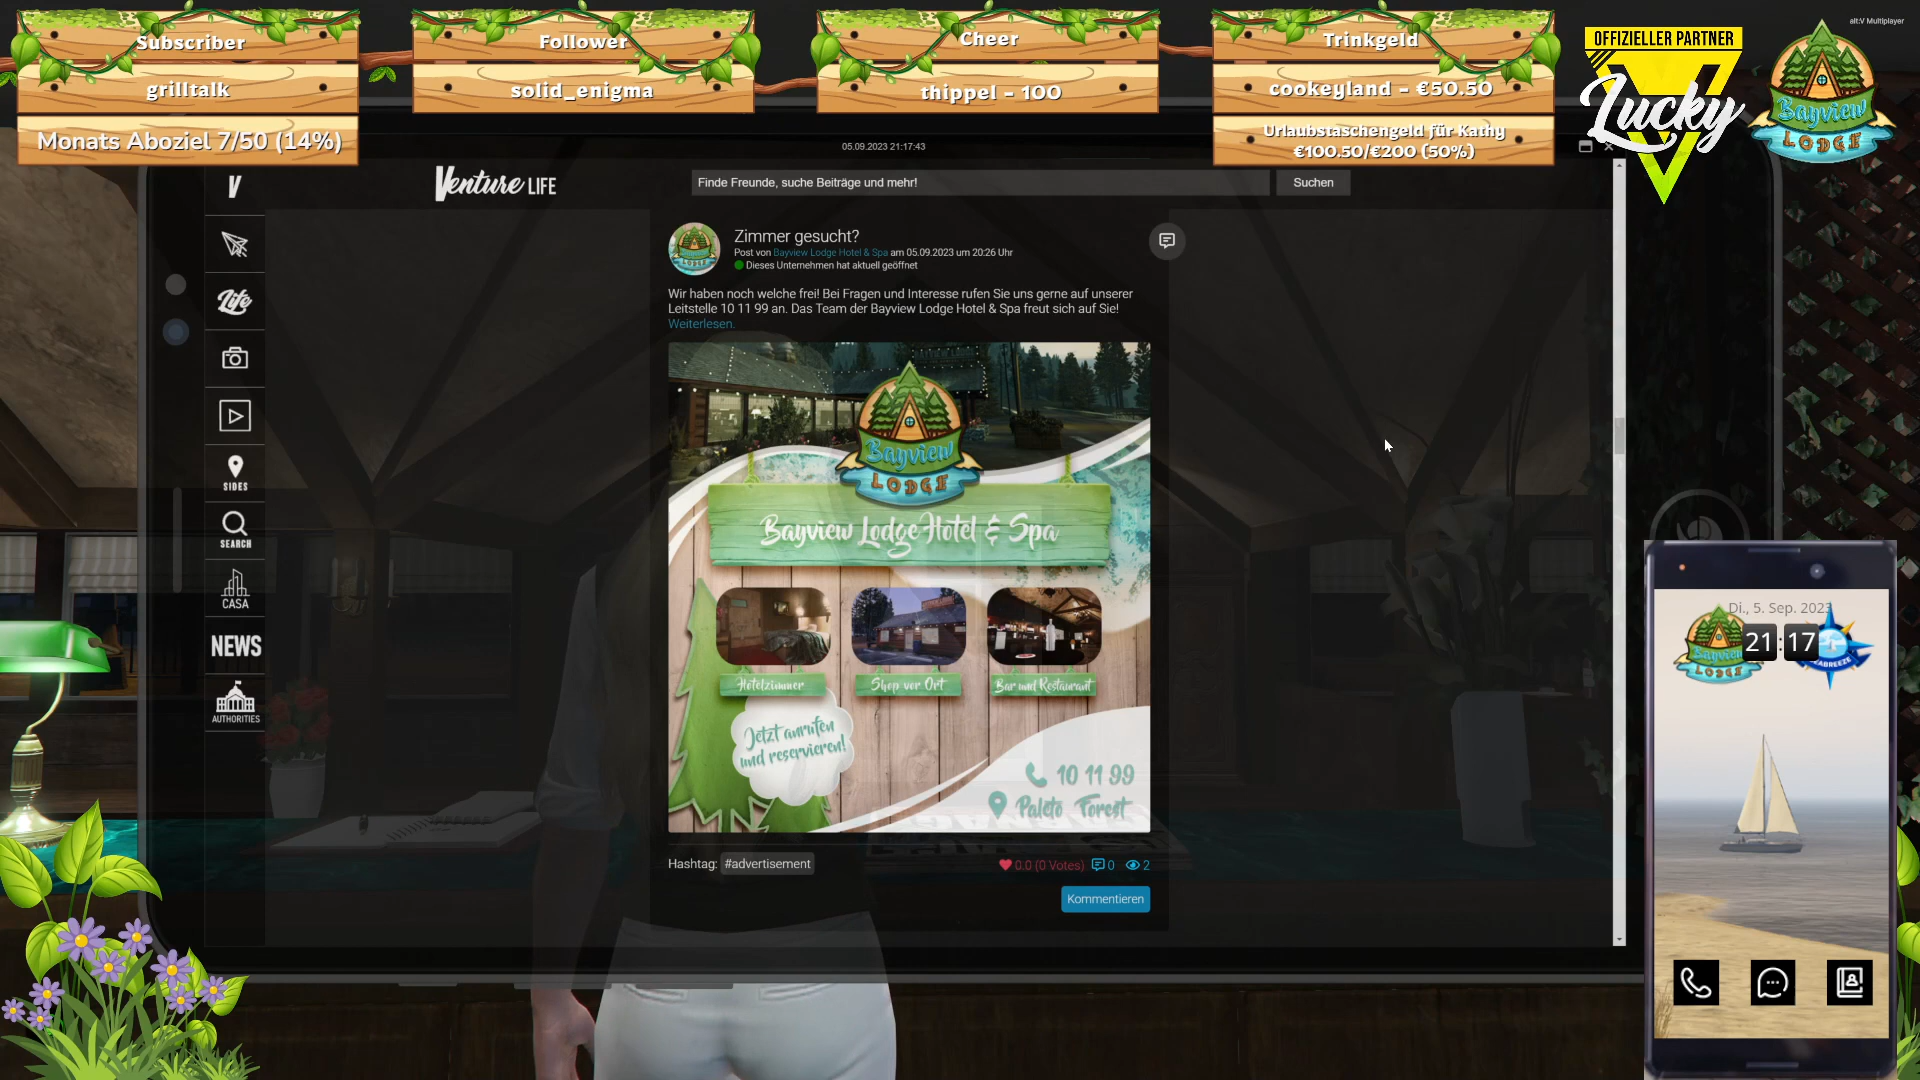 alt:V Multiplayer
Subscriber
grilltalk
Monats Aboziel 7/50 (14%)
Follower
solid_enigma
Cheer
thippel - 100
Trinkgeld
cookeyland - €50.50
Urlaubstaschengeld für Kathy
€100.50/€200 (50%)
OFFIZIELLER PARTNER
Lucky V
Bayview
LODGE
05.09.2023 21:17:43
V
Venture LIFE
Finde Freunde, suche Beiträge und mehr!
Suchen
Life
SIDES
SEARCH
CASA
NEWS
AUTHORITIES
Zimmer gesucht?
Post von Bayview Lodge Hotel & Spa am 05.09.2023 um 20:26 Uhr
Dieses Unternehmen hat aktuell geöffnet
Wir haben noch welche frei! Bei Fragen und Interesse rufen Sie uns gerne auf unserer
Leitstelle 10 11 99 an. Das Team der Bayview Lodge Hotel & Spa freut sich auf Sie!
Weiterlesen.
Bayview
LODGE
Bayview Lodge Hotel & Spa
Hotelzimmer
Shop vor Ort
Bar und Restaurant
Jetzt anrufen
und reservieren!
10 11 99
Paleto Forest
Hashtag: #advertisement
0.0 (0 Votes) 0 2
Kommentieren
Di., 5. Sep. 2023
21:17